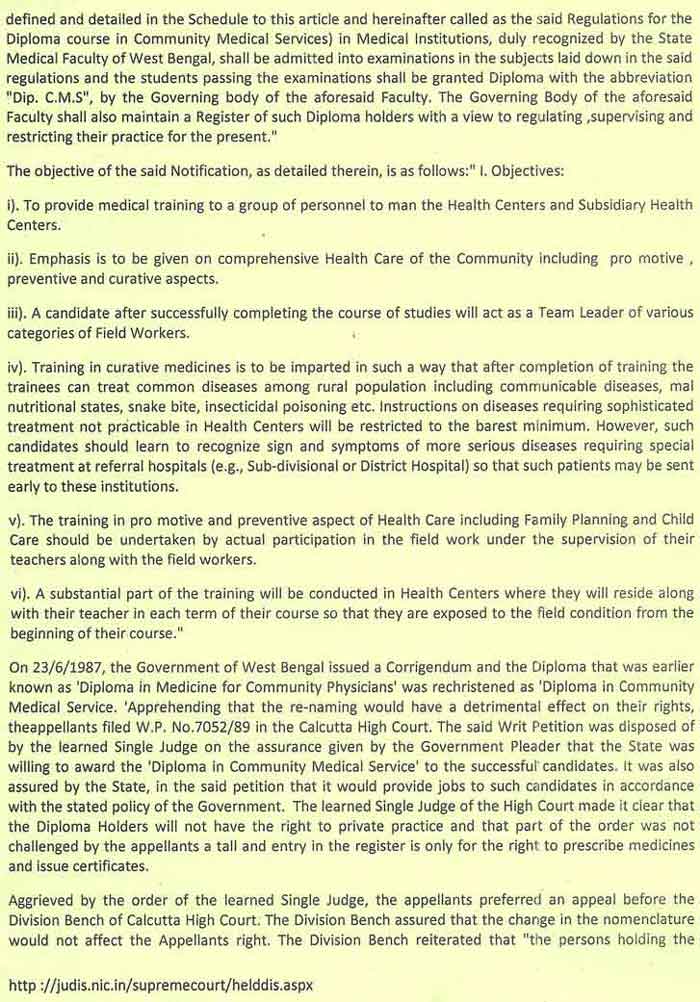 defined and detailed in the Schedule to this article and hereinafter called as the said Regulations for the
Diploma course in Community Medical Services) in Medical Institutions, duly recognized by the State
Medical Faculty of West Bengal, shall be admitted into examinations in the subjects laid down in the said
regulations and the students passing the examinations shall be granted Diploma with the abbreviation
"Dip. C.M.S", by the Governing body of the aforesaid Faculty. The Governing Body of the aforesaid
Faculty shall also maintain a Register of such Diploma holders with a view to regulating ,supervising and
restricting their practice for the present."
The objective of the said Notification, as detailed therein, is as follows:" I. Objectives:
i). To provide medical training to a group of personnel to man the Health Centers and Subsidiary Health
Centers.
ii). Emphasis is to be given on comprehensive Health Care of the Community including pro motive ,
preventive and curative aspects.
iii). A candidate after successfully completing the course of studies will act as a Team Leader of various
categories of Field Workers.
iv). Training in curative medicines is to be imparted in such a way that after completion of training the
trainees can treat common diseases among rural population including communicable diseases, mal
nutritional states, snake bite, insecticidal poisoning etc. Instructions on diseases requiring sophisticated
treatment not practicable in Health Centers will be restricted to the barest minimum. However, such
candidates should learn to recognize sign and symptoms of more serious diseases requiring special
treatment at referral hospitals (e.g., Sub-divisional or District Hospital) so that such patients may be sent
early to these institutions.
v). The training in pro motive and preventive aspect of Health Care including Family Planning and Child
Care should be undertaken by actual participation in the field work under the supervision of their
teachers along with the field workers.
vi). A substantial part of the training will be conducted in Health Centers where they will reside along
with their teacher in each term of their course so that they are exposed to the field condition from the
beginning of their course."
On 23/6/1987, the Government of West Bengal issued a Corrigendum and the Diploma that was earlier
known as 'Diploma in Medicine for Community Physicians' was rechristened as 'Diploma in Community
Medical Service. 'Apprehending that the re-naming would have a detrimental effect on their rights,
theappellants filed W.P. No.7052/89 in the Calcutta High Court. The said Writ Petition was disposed of
by the learned Single Judge on the assurance given by the Government Pleader that the State was
willing to award the 'Diploma in Community Medical Service' to the successful candidates. It was also
assured by the State, in the said petition that it would provide jobs to such candidates in accordance
with the stated policy of the Government. The learned Single Judge of the High Court made it clear that
the Diploma Holders will not have the right to private practice and that part of the order was not
challenged by the appellants a tall and entry in the register is only for the right to prescribe medicines
and issue certificates.
Aggrieved by the order of the learned Single Judge, the appellants preferred an appeal before the
Division Bench of Calcutta High Court. The Division Bench assured that the change in the nomenclature
would not affect the Appellants right. The Division Bench reiterated that "the persons holding the
http ://judis.nic.in/supremecourt/helddis.aspx